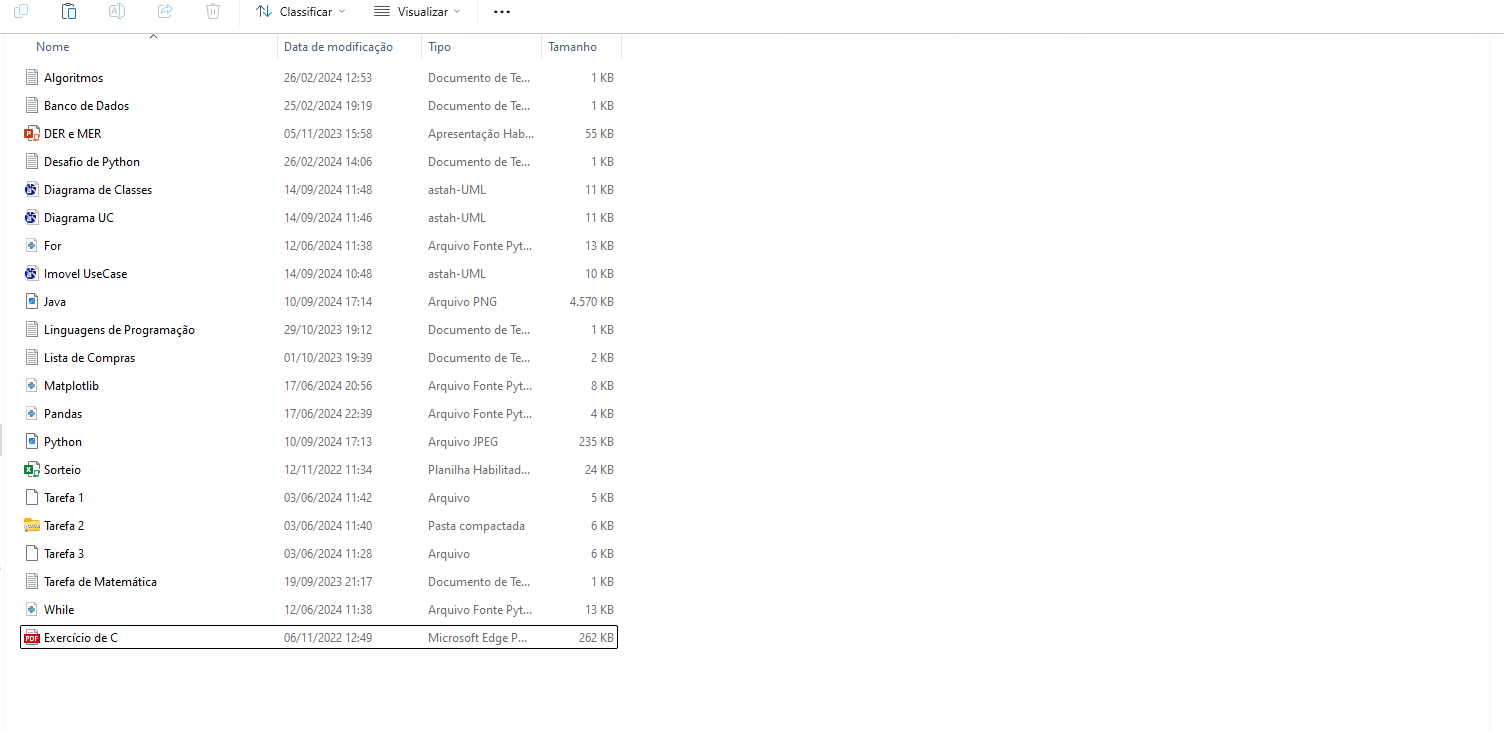 Classificar Visualizar ...
Nome Data de modificação Tipo Tamanho
Algoritmos 26/02/2024 12:53 Documento de Te... 1 KB
Banco de Dados 25/02/2024 19:19 Documento de Te... 1 KB
DER e MER 05/11/2023 15:58 Apresentação Hab... 55 KB
Desafio de Python 26/02/2024 14:06 Documento de Te... 1 KB
Diagrama de Classes 14/09/2024 11:48 astah-UML 11 KB
Diagrama UC 14/09/2024 11:46 astah-UML 11 KB
For 12/06/2024 11:38 Arquivo Fonte Pyt... 13 KB
Imovel UseCase 14/09/2024 10:48 astah-UML 10 KB
Java 10/09/2024 17:14 Arquivo PNG 4.570 KB
Linguagens de Programação 29/10/2023 19:12 Documento de Te... 1 KB
Lista de Compras 01/10/2023 19:39 Documento de Te... 2 KB
Matplotlib 17/06/2024 20:56 Arquivo Fonte Pyt... 8 KB
Pandas 17/06/2024 22:39 Arquivo Fonte Pyt... 4 KB
Python 10/09/2024 17:13 Arquivo JPEG 235 KB
Sorteio 12/11/2022 11:34 Planilha Habilitad... 24 KB
Tarefa 1 03/06/2024 11:42 Arquivo 5 KB
Tarefa 2 03/06/2024 11:40 Pasta compactada 6 KB
Tarefa 3 03/06/2024 11:28 Arquivo 6 KB
Tarefa de Matemática 19/09/2023 21:17 Documento de Te... 1 KB
While 12/06/2024 11:38 Arquivo Fonte Pyt... 13 KB
PDF Exercício de C 06/11/2022 12:49 Microsoft Edge P... 262 KB